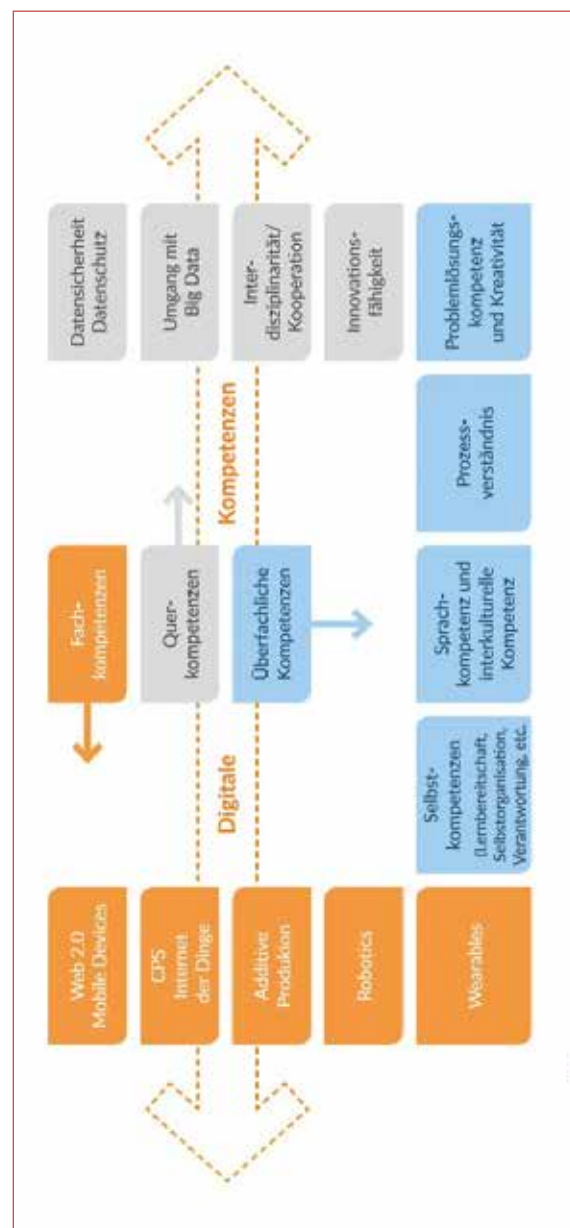 Web 2.0
Mobile Devices
CPS
Internet
der Dinge
Additive
Produkion
Robotics
Wearables
Digitale
Kompetenzen
Fach-
kompetenzen
Quer-
kompetenzen
Überfachliche
Kompetenzen
Datensicherheit
Datenschutz
Umgang mit
Big Data
Inter-
disziplinarität/
Kooperation
Innovations-
fähigkeit
Selbst-
kompetenzen
(Lernbereitschaft,
Selbstorganisation,
Verantwortung, etc.
Sprach-
kompetenz und
interkulturelle
Kompetenz
Prozess-
verständnis
Problemlösungs-
kompetenz
und Kreativität